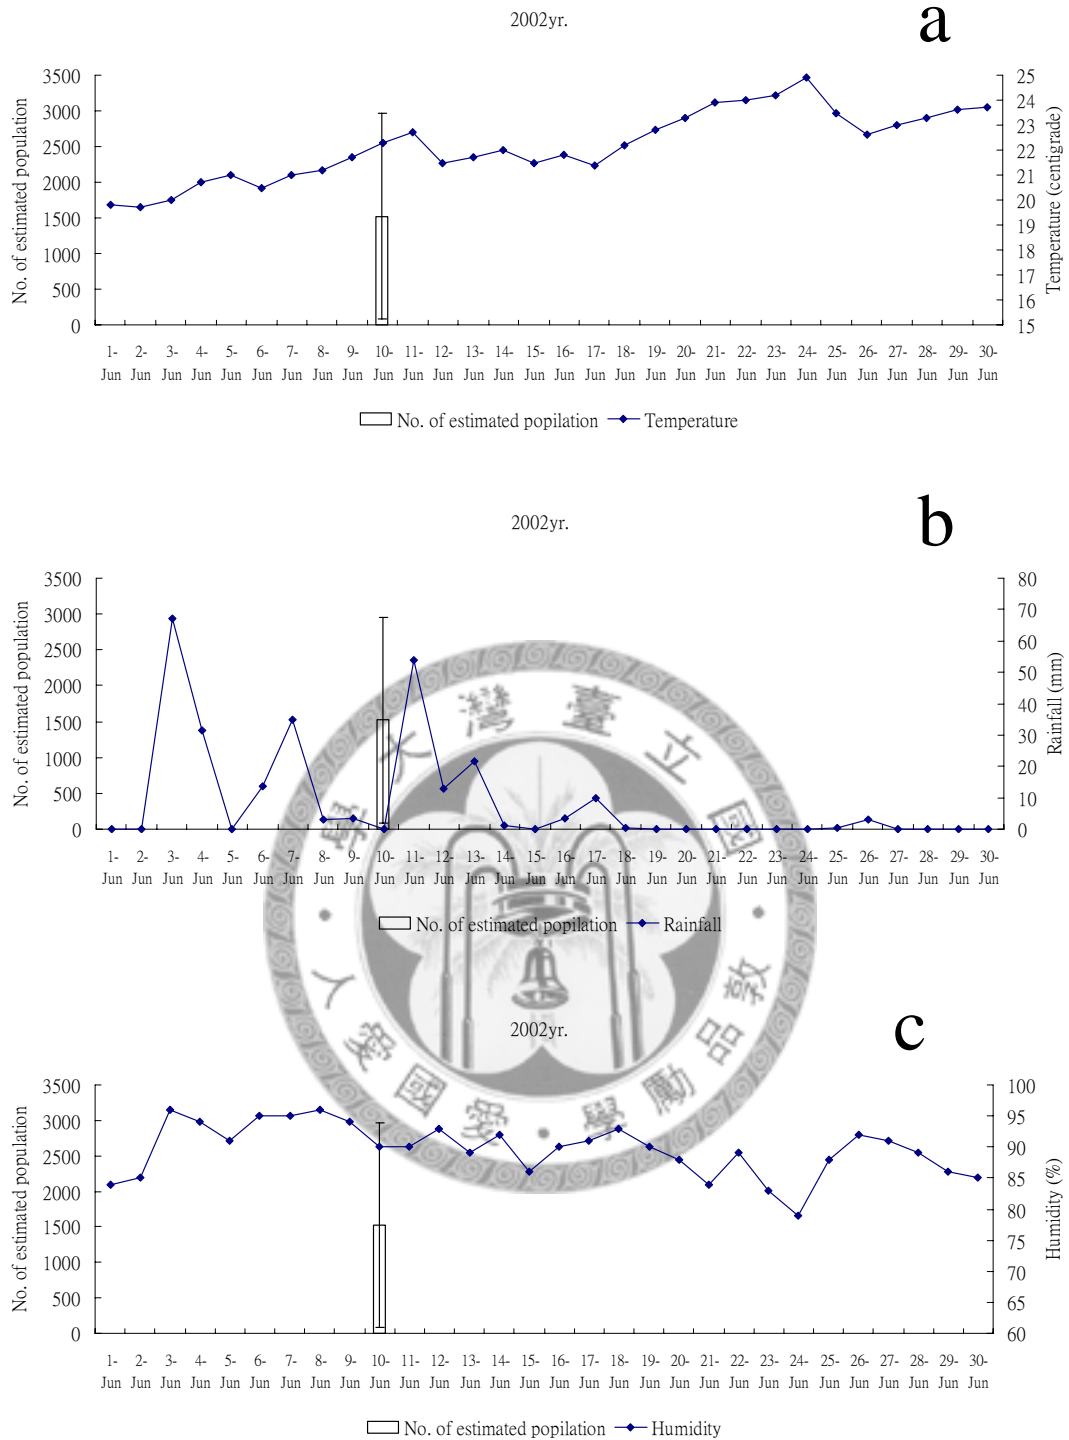 2002yr.
a
3500
3000
2500
2000
1500
1000
500
0
No. of estimated population
25
24
23
22
21
20
19
18
17
16
15
Temperature (centigrade)
1- 2- 3- 4- 5- 6- 7- 8- 9- 10- 11- 12- 13- 14- 15- 16- 17- 18- 19- 20- 21- 22- 23- 24- 25- 26- 27- 28- 29- 30-
Jun Jun Jun Jun Jun Jun Jun Jun Jun Jun Jun Jun Jun Jun Jun Jun Jun Jun Jun Jun Jun Jun Jun Jun Jun Jun Jun Jun Jun Jun
No. of estimated popilation Temperature
2002yr.
b
3500
3000
2500
2000
1500
1000
500
0
No. of estimated population
80
70
60
50
40
30
20
10
0
Rainfall (mm)
1- 2- 3- 4- 5- 6- 7- 8- 9- 10- 11- 12- 13- 14- 15- 16- 17- 18- 19- 20- 21- 22- 23- 24- 25- 26- 27- 28- 29- 30-
Jun Jun Jun Jun Jun Jun Jun Jun Jun Jun Jun Jun Jun Jun Jun Jun Jun Jun Jun Jun Jun Jun Jun Jun Jun Jun Jun Jun Jun Jun
No. of estimated popilation Rainfall
國立臺灣大學
敦品勵學 · 愛國愛人
2002yr.
c
3500
3000
2500
2000
1500
1000
500
0
No. of estimated population
100
95
90
85
80
75
70
65
60
Humidity (%)
1- 2- 3- 4- 5- 6- 7- 8- 9- 10- 11- 12- 13- 14- 15- 16- 17- 18- 19- 20- 21- 22- 23- 24- 25- 26- 27- 28- 29- 30-
Jun Jun Jun Jun Jun Jun Jun Jun Jun Jun Jun Jun Jun Jun Jun Jun Jun Jun Jun Jun Jun Jun Jun Jun Jun Jun Jun Jun Jun Jun
No. of estimated popilation Humidity